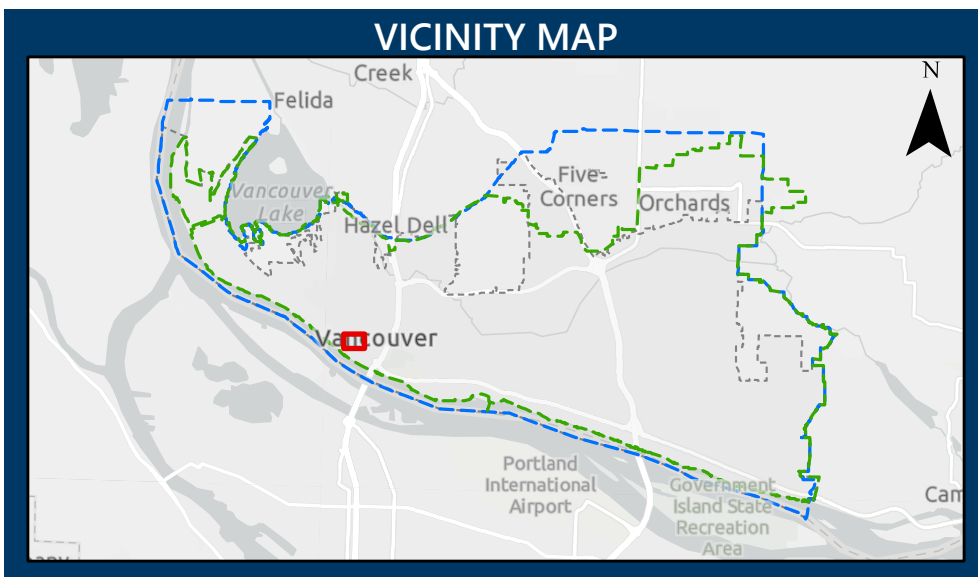 VICINITY MAP
Creek
N
Felida
Vancouver
Lake
Five
Corners
Orchards
Hazel Dell
Vancouver
Portland
International
Airport
Government
Island State
Recreation
Area
Cam